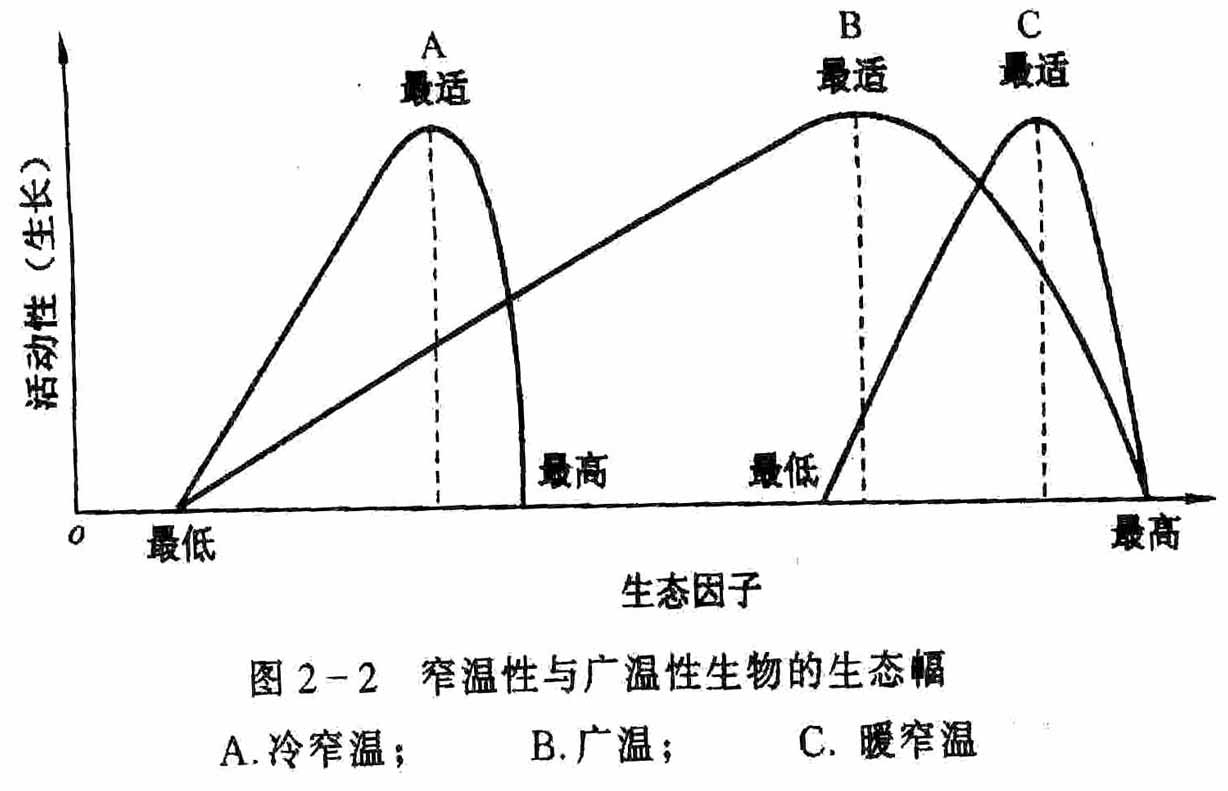 A
最适
B
最适
C
最适
活动性（生长）
最高
最低
o
最低
最高
生态因子
图2-2 窄温性与广温性生物的生态幅
A.冷窄温； B.广温； C. 暖窄温